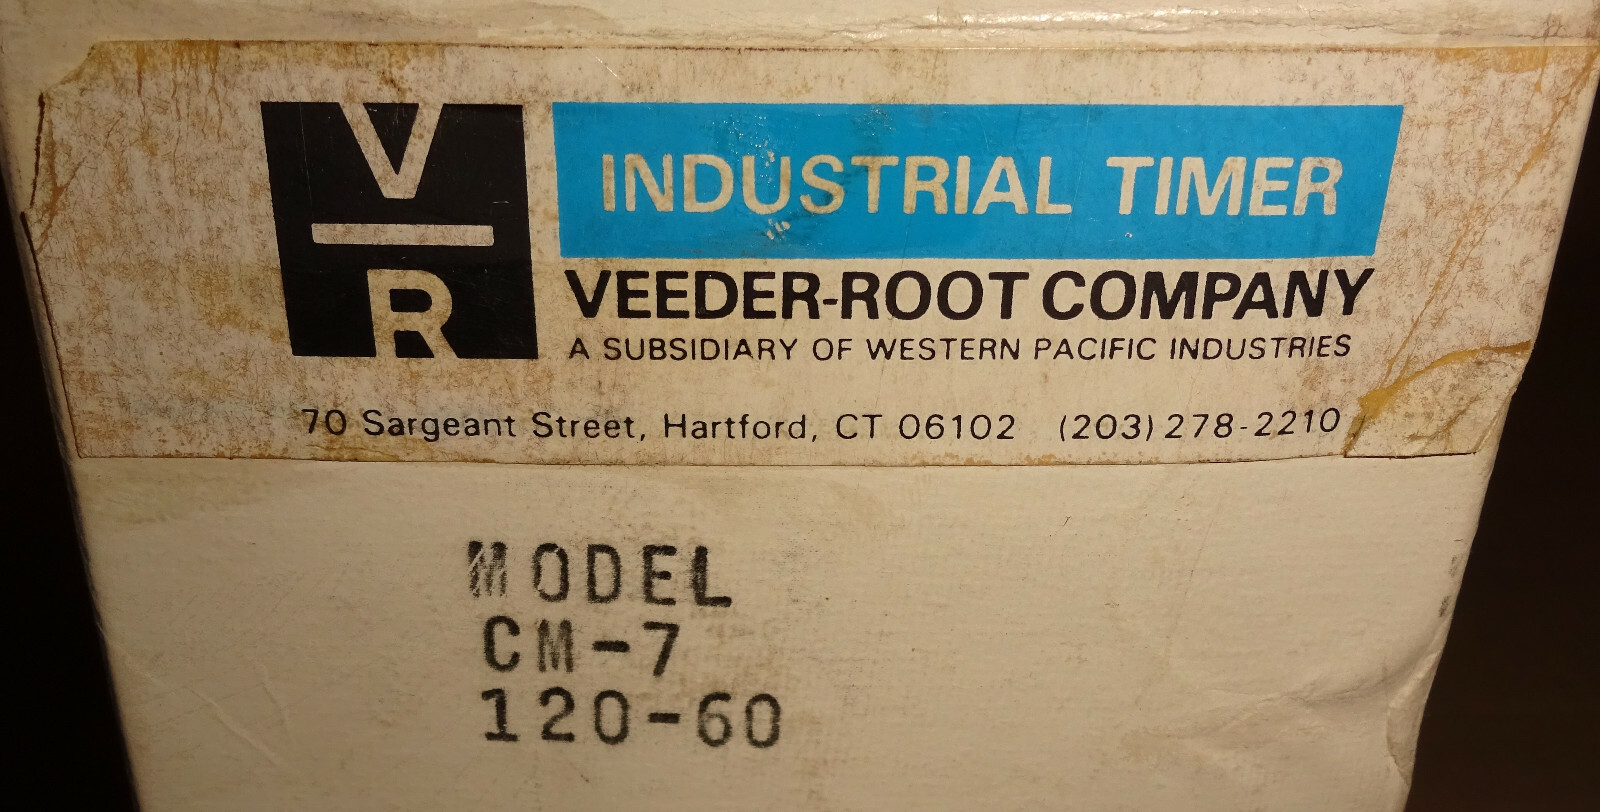 V
R
INDUSTRIAL TIMER
VEEDER-ROOT COMPANY
A SUBSIDIARY OF WESTERN PACIFIC INDUSTRIES
70 Sargeant Street, Hartford, CT 06102 (203) 278-2210
MODEL
CM-7
120-60